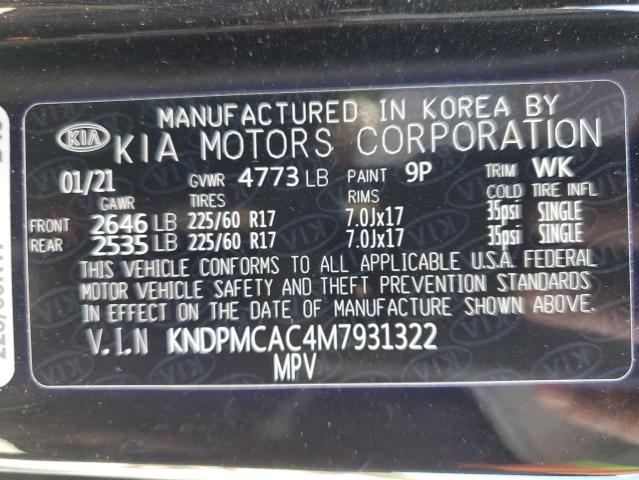 MANUFACTURED IN KOREA BY
KIA KIA MOTORS CORPORATION
01/21 GVWR 4773 LB PAINT 9P TRIM WK
GAWR TIRES RIMS COLD TIRE INFL
FRONT 2646 LB 225/60 R17 7.0Jx17 35psi SINGLE
REAR 2535 LB 225/60 R17 7.0Jx17 35psi SINGLE
THIS VEHICLE CONFORMS TO ALL APPLICABLE U.S.A. FEDERAL
MOTOR VEHICLE SAFETY AND THEFT PREVENTION STANDARDS
IN EFFECT ON THE DATE OF MANUFACTURE SHOWN ABOVE.
V.I.N KNDPMCAC4M7931322
MPV